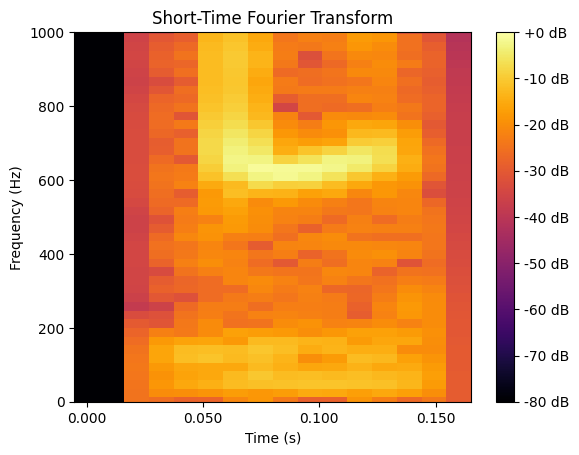 Short-Time Fourier Transform
1000
800
600
400
200
0
Frequency (Hz)
0.000
0.050
0.100
0.150
Time (s)
+0 dB
-10 dB
-20 dB
-30 dB
-40 dB
-50 dB
-60 dB
-70 dB
-80 dB